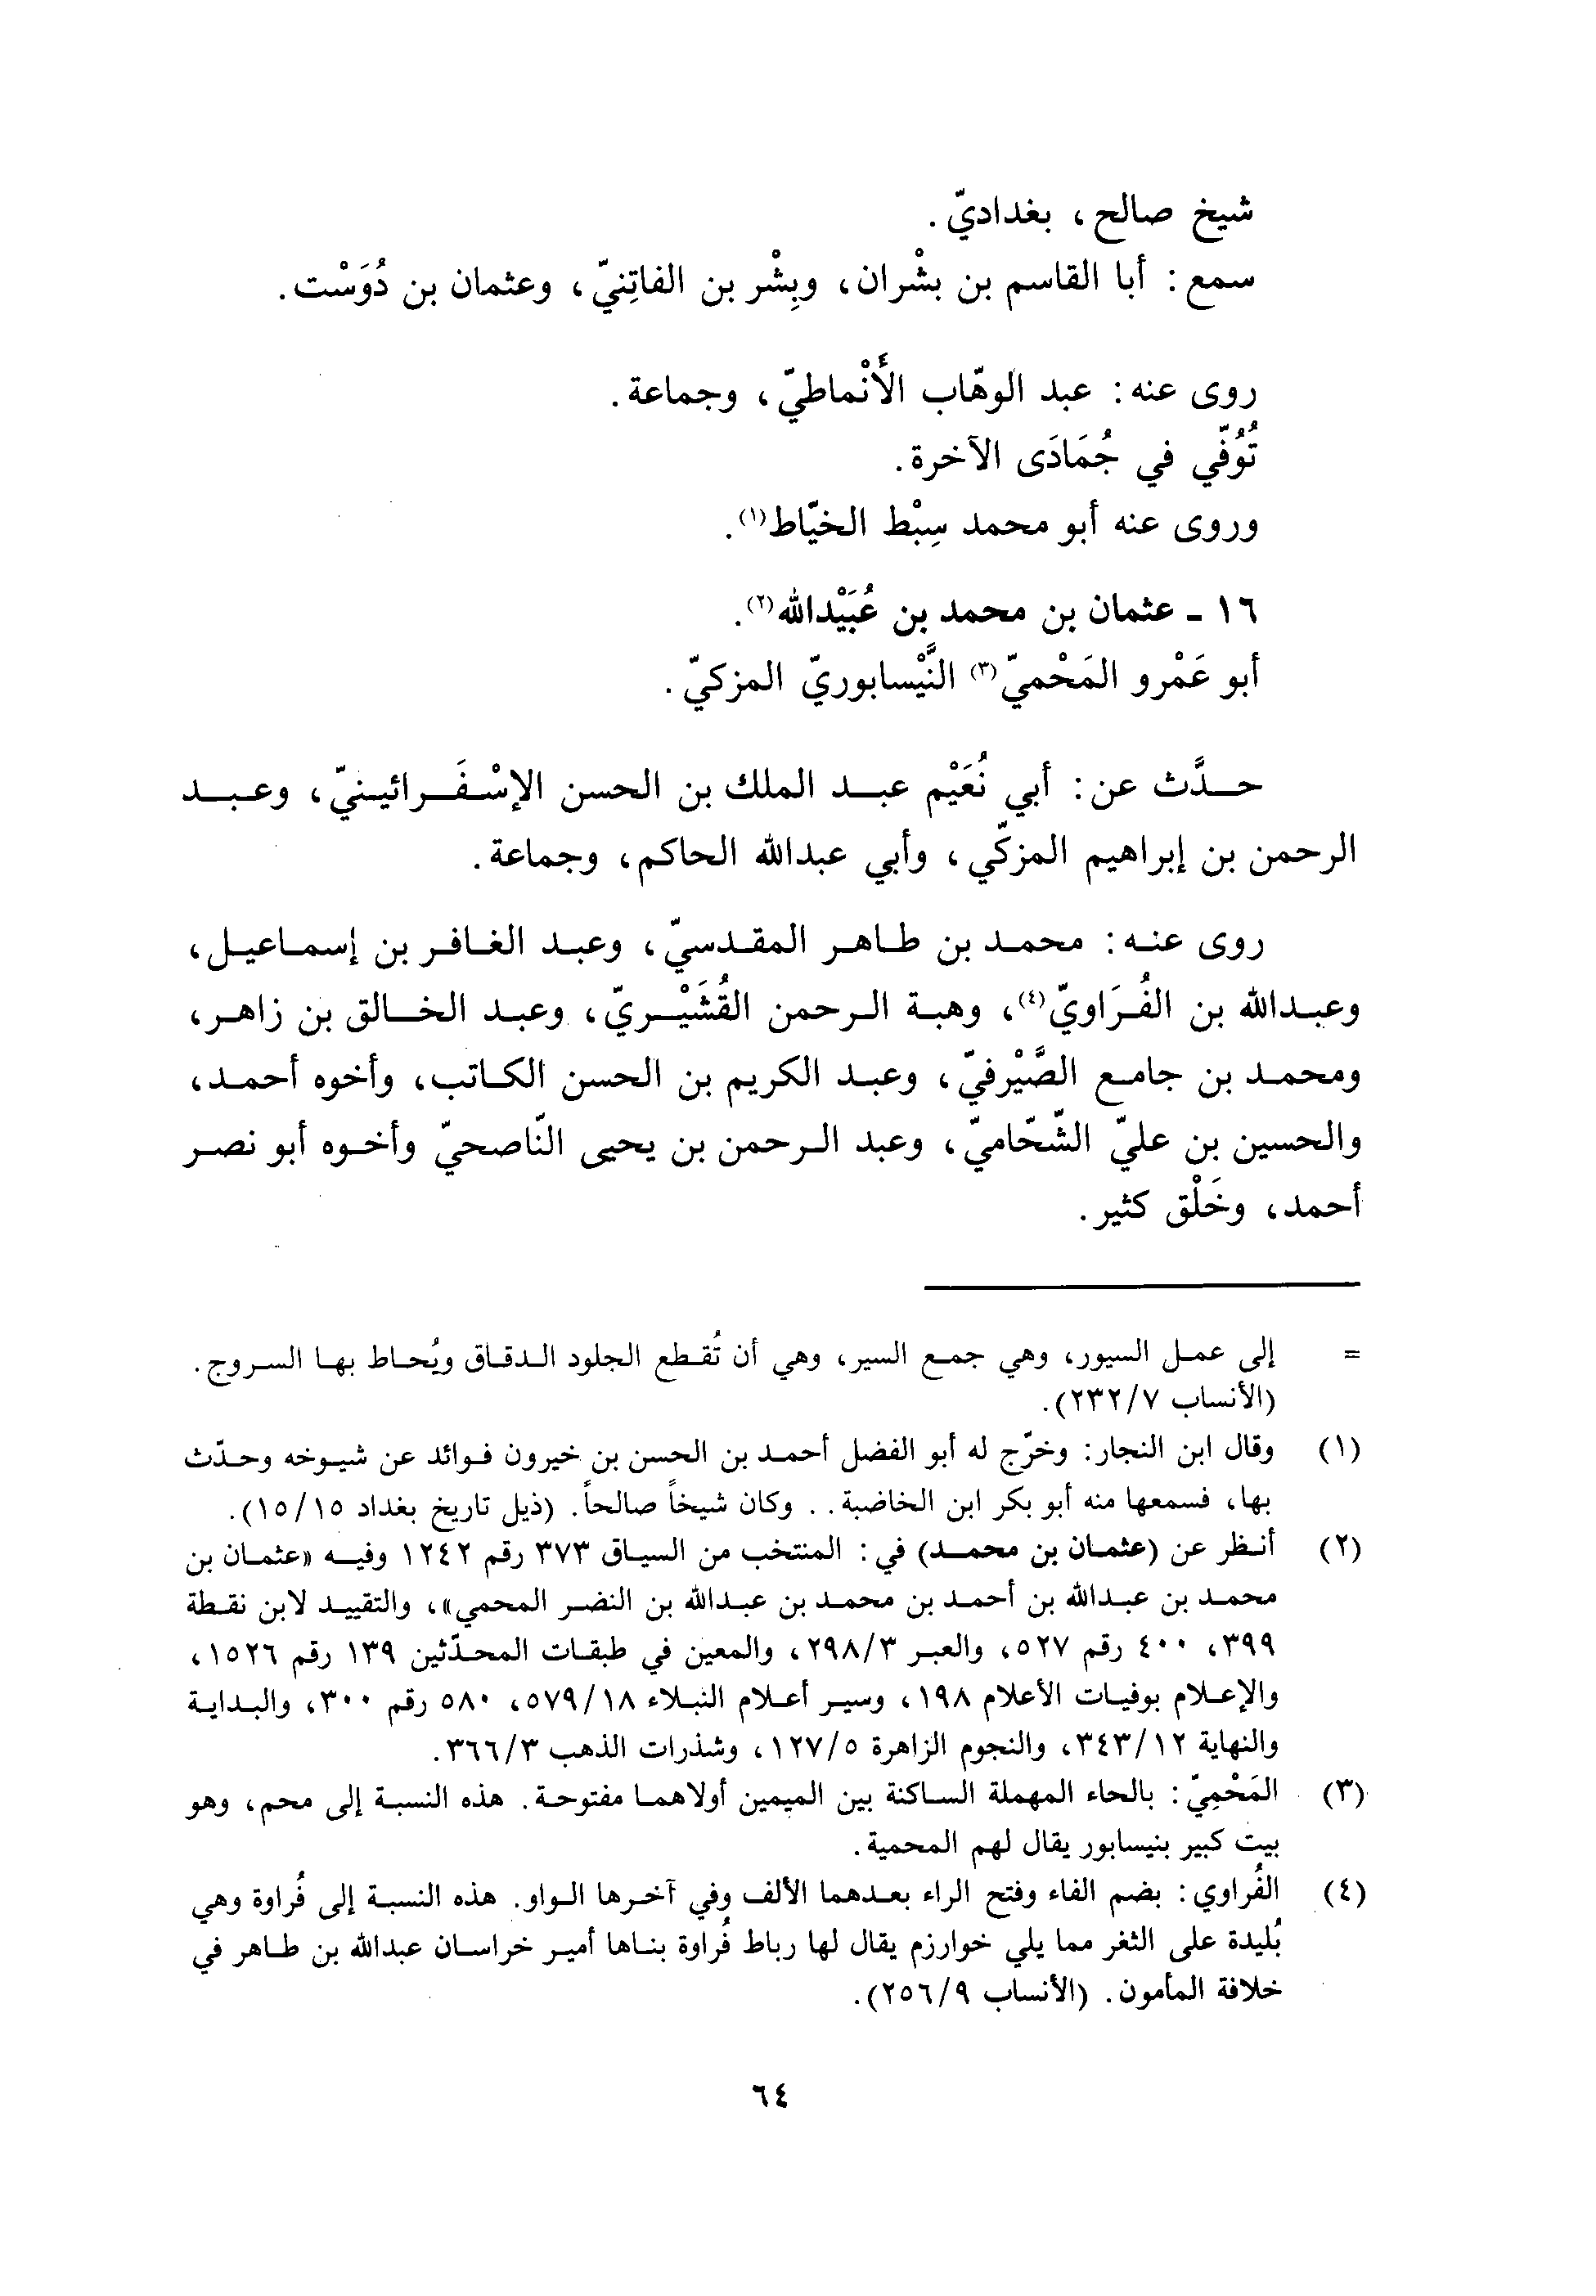 شيخ صالح، بغداديّ.
سمع: أبا القاسم بن بشْران، وبِشْر بن الفاتِنيّ، وعثمان بن دُوَسْت.
روى عنه: عبد الوهّاب الأَنْماطيّ، وجماعة.
تُوُفّي في جُمَادَى الآخرة.
وروى عنه أبو محمد سِبْط الخيّاط(١).
١٦ ـ عثمان بن محمد بن عُبَيْدالله(٢).
أبو عَمْرو المَحْميّ(٣) النَّيْسابوريّ المزكيّ.
حدَّث عن: أبي نُعَيْم عبد الملك بن الحسن الإسْفَرائينيّ، وعبد
الرحمن بن إبراهيم المزكّي، وأبي عبدالله الحاكم، وجماعة.
روى عنه: محمد بن طاهر المقدسيّ، وعبد الغافر بن إسماعيل،
وعبدالله بن الفُرَاويّ(٤)، وهبة الرحمن القُشَيْريّ، وعبد الخالق بن زاهر،
ومحمد بن جامع الصَّيْرفيّ، وعبد الكريم بن الحسن الكاتب، وأخوه أحمد،
والحسين بن عليّ الشّحّاميّ، وعبد الرحمن بن يحيى النّاصحيّ وأخوه أبو نصر
أحمد، وخَلْق كثير.
= إلى عمل السيور، وهي جمع السير، وهي أن تُقطع الجلود الدقاق ويُحاط بها السروج.
(الأنساب ٢٣٢/٧).
(١) وقال ابن النجار: وخرّج له أبو الفضل أحمد بن الحسن بن خيرون فوائد عن شيوخه وحدّث
بها، فسمعها منه أبو بكر ابن الخاضبة.. وكان شيخاً صالحاً. (ذيل تاريخ بغداد ١٥/١٥).
(٢) أنظر عن (عثمان بن محمد) في: المنتخب من السياق ٣٧٣ رقم ١٢٤٢ وفيه «عثمان بن
محمد بن عبدالله بن أحمد بن محمد بن عبدالله بن النضر المحمي»، والتقييد لابن نقطة
٣٩٩، ٤٠٠ رقم ٥٢٧، والعبر ٢٩٨/٣، والمعين في طبقات المحدّثين ١٣٩ رقم ١٥٢٦،
والإعلام بوفيات الأعلام ١٩٨، وسير أعلام النبلاء ٥٧٩/١٨، ٥٨٠ رقم ٣٠٠، والبداية
والنهاية ٣٤٣/١٢، والنجوم الزاهرة ١٢٧/٥، وشذرات الذهب ٣٦٦/٣.
(٣) المَحْمِيّ: بالحاء المهملة الساكنة بين الميمين أولاهما مفتوحة. هذه النسبة إلى محم، وهو
بيت كبير بنيسابور يقال لهم المحمية.
(٤) الفُراوي: بضم الفاء وفتح الراء بعدهما الألف وفي آخرها الواو. هذه النسبة إلى فُراوة وهي
بُليدة على الثغر مما يلي خوارزم يقال لها رباط فُراوة بناها أمير خراسان عبدالله بن طاهر في
خلافة المأمون. (الأنساب ٢٥٦/٩).
٦٤